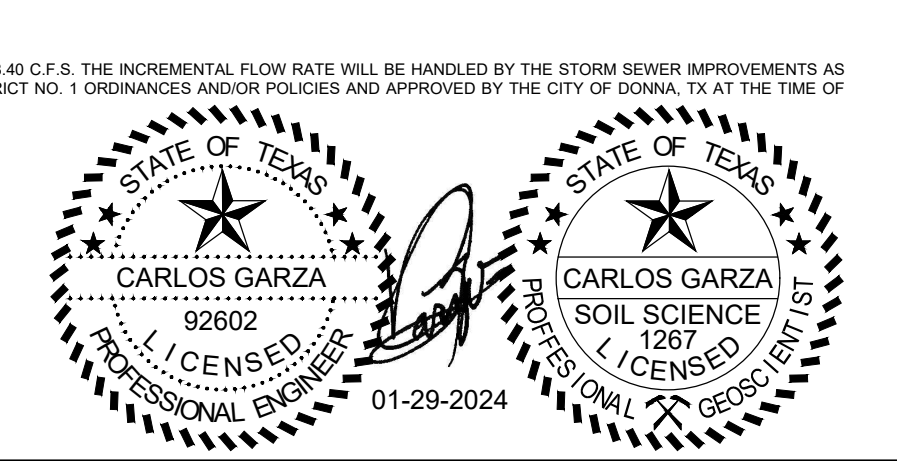 .40 C.F.S. THE INCREMENTAL FLOW RATE WILL BE HANDLED BY THE STORM SEWER IMPROVEMENTS AS
RICT NO. 1 ORDINANCES AND/OR POLICIES AND APPROVED BY THE CITY OF DONNA, TX AT THE TIME OF
STATE OF TEXAS
CARLOS GARZA
92602
LICENSED
PROFESSIONAL ENGINEER
01-29-2024
STATE OF TEXAS
CARLOS GARZA
SOIL SCIENCE
1267
LICENSED
PROFFESIONAL GEOSCIENTIST